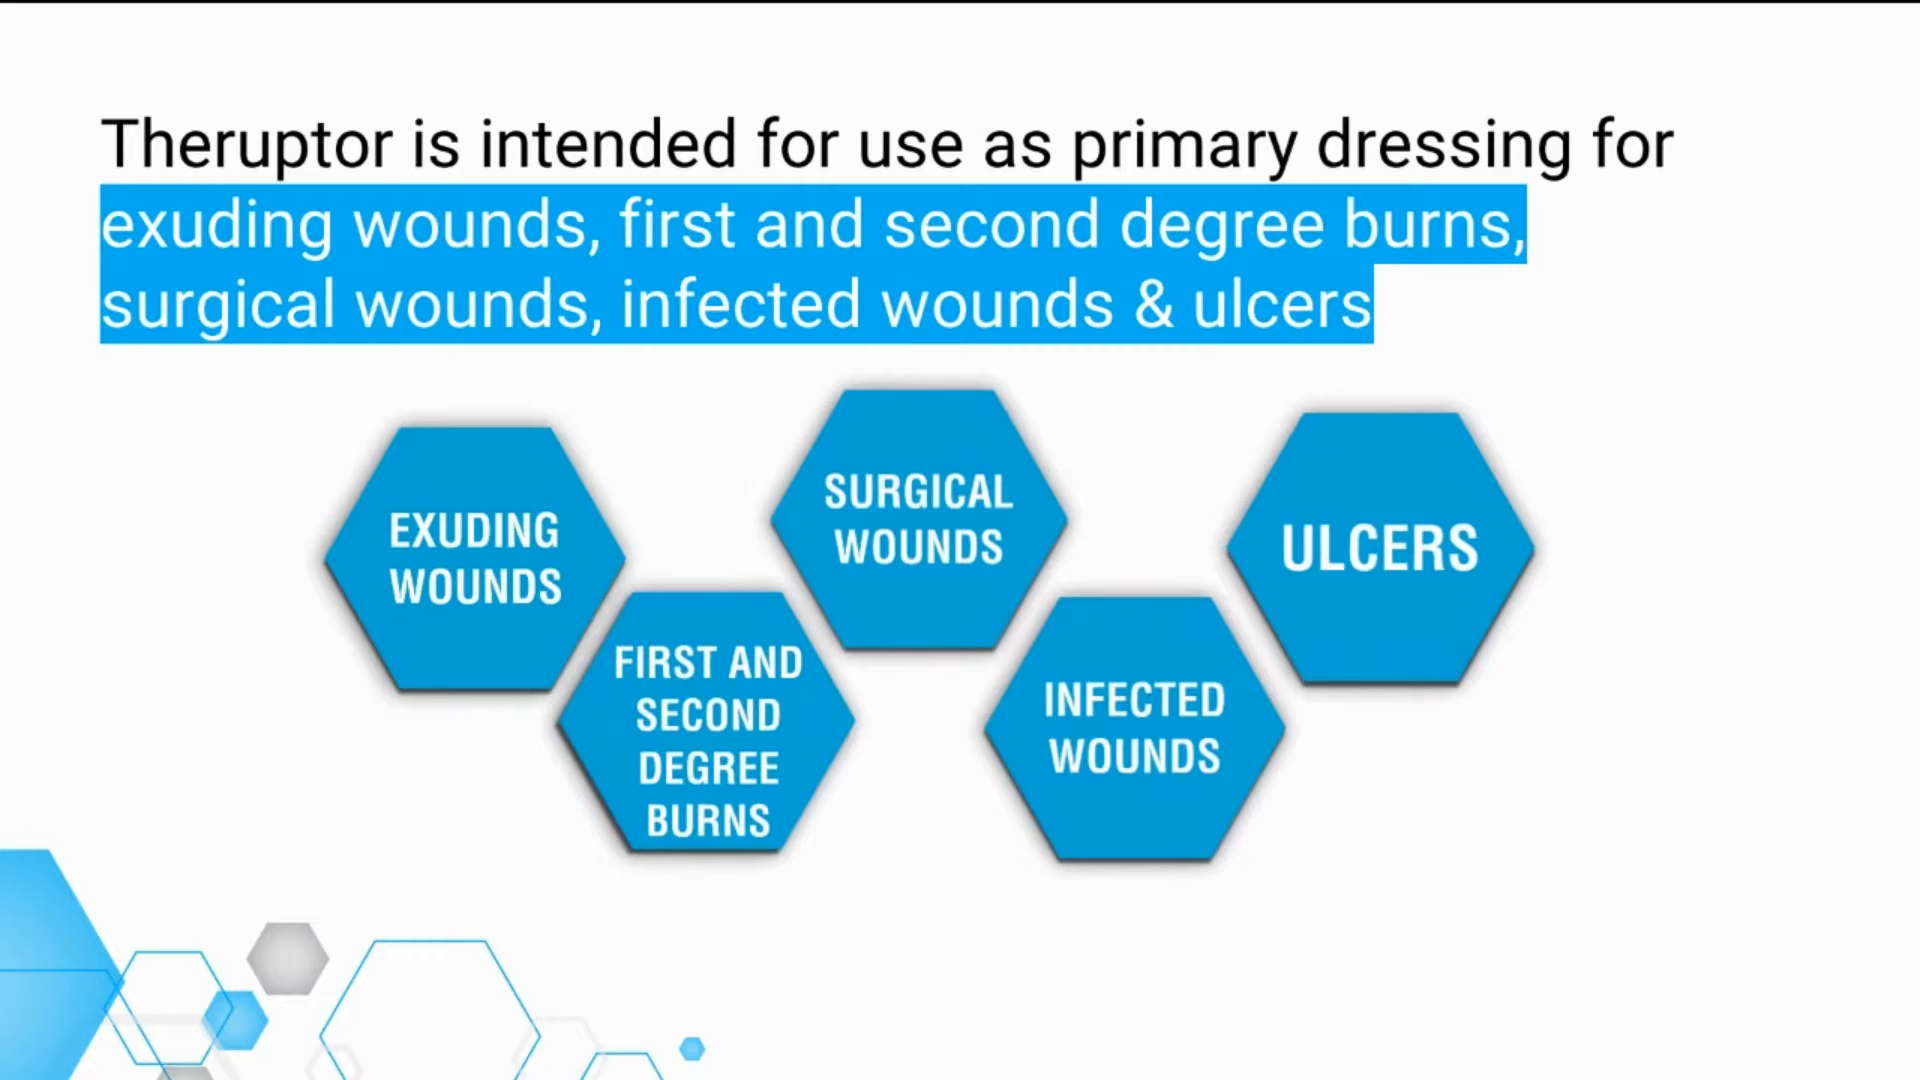 Theruptor is intended for use as primary dressing for
exuding wounds, first and second degree burns,
surgical wounds, infected wounds & ulcers
EXUDING
WOUNDS
FIRST AND
SECOND
DEGREE
BURNS
SURGICAL
WOUNDS
INFECTED
WOUNDS
ULCERS